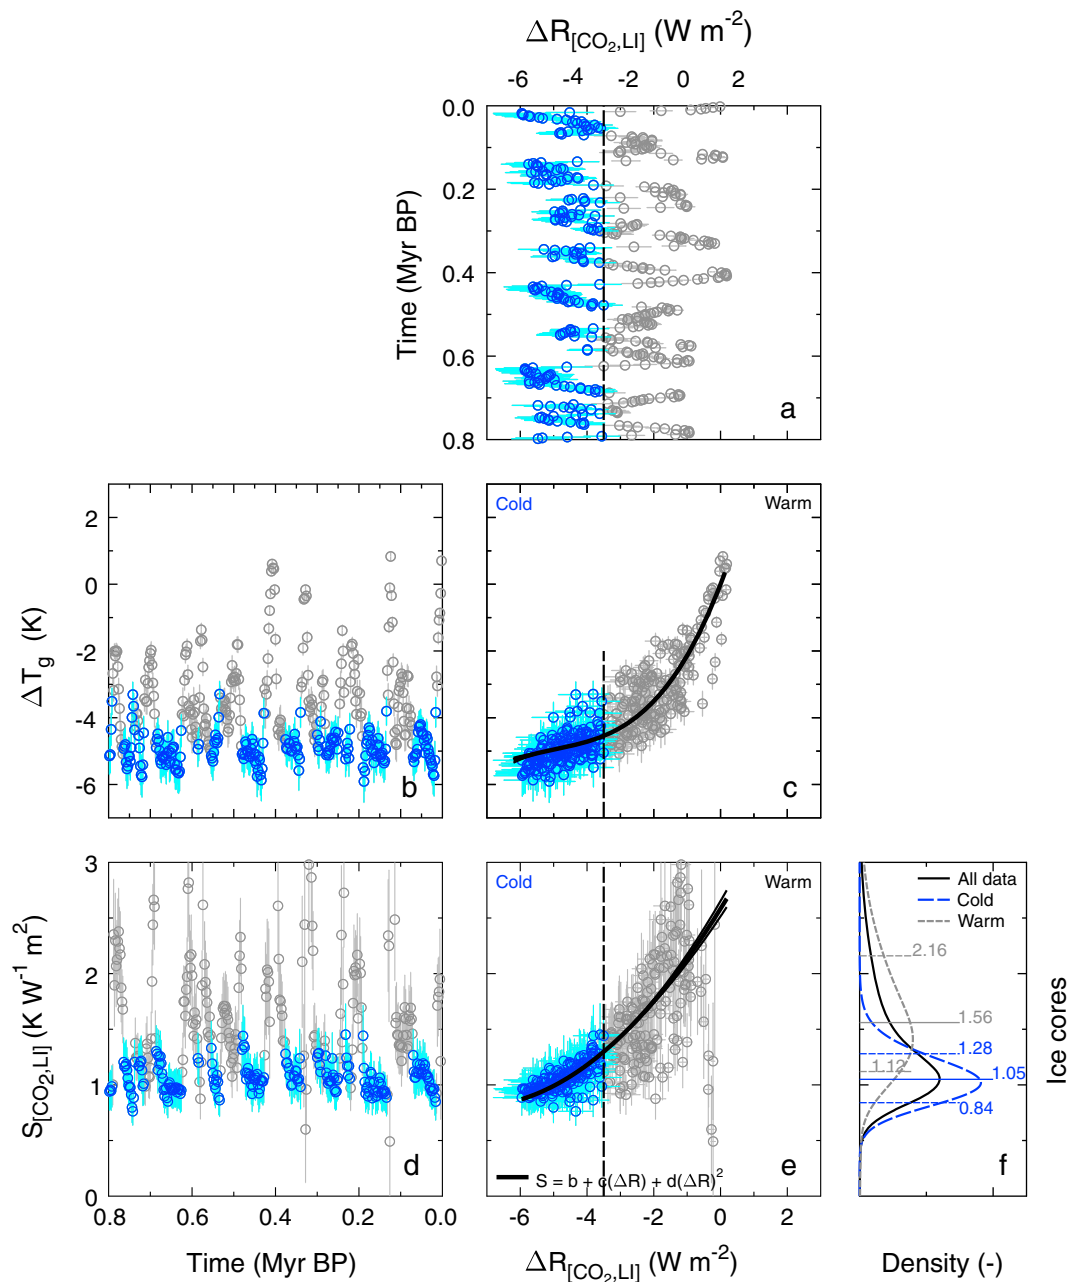 ΔR[CO₂,LI] (W m⁻²)
-6 -4 -2 0 2
0.0
0.2
0.4
0.6
0.8
Time (Myr BP)
a
2
0
-2
-4
-6
ΔTg (K)
b
Cold
Warm
c
3
2
1
0
S[CO₂,LI] (K W⁻¹ m²)
d
0.8 0.6 0.4 0.2 0.0
Time (Myr BP)
Cold
Warm
S = b + c(ΔR) + d(ΔR)²
e
-6 -4 -2 0 2
ΔR[CO₂,LI] (W m⁻²)
All data
Cold
Warm
2.16
1.56
1.28
1.12
1.05
0.84
f
Density (-)
Ice cores